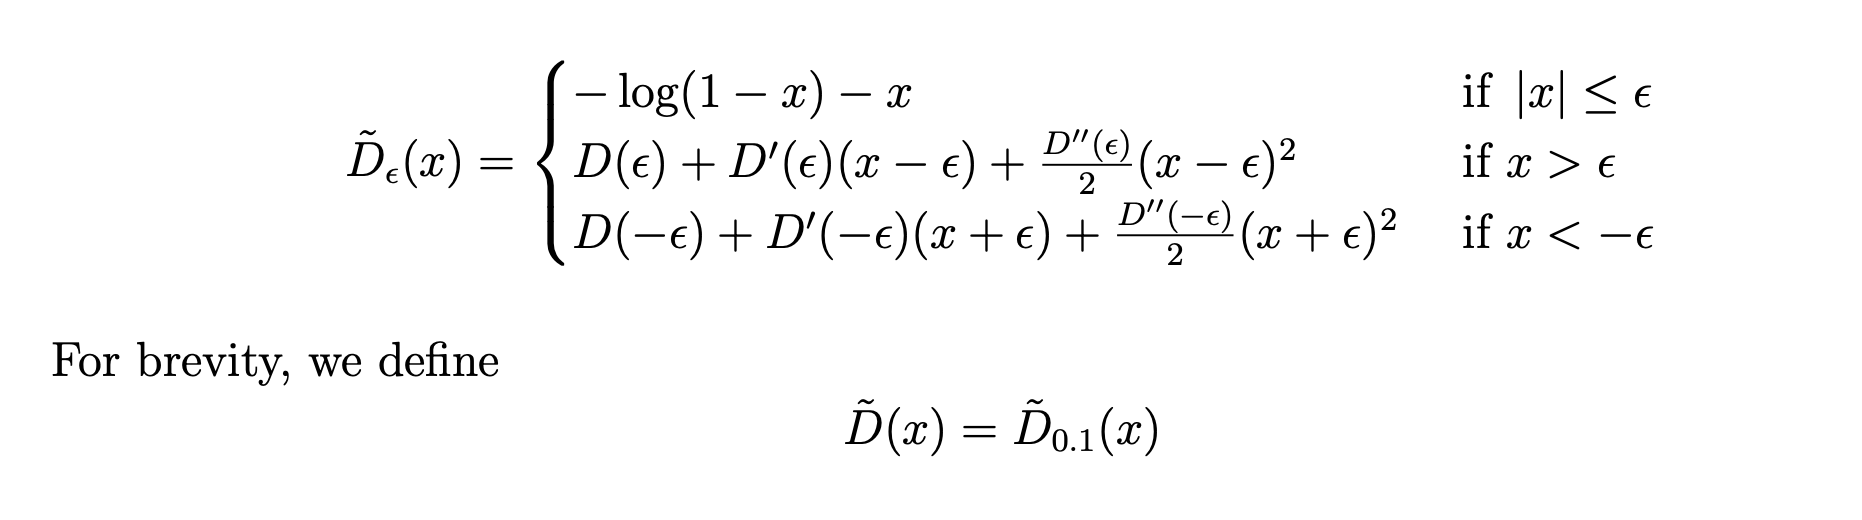 D̃_ϵ(x) = { − log(1 − x) − x if |x| ≤ ϵ
D(ϵ) + D′(ϵ)(x − ϵ) + D″(ϵ)/2 (x − ϵ)² if x > ϵ
D(−ϵ) + D′(−ϵ)(x + ϵ) + D″(−ϵ)/2 (x + ϵ)² if x < −ϵ
For brevity, we define
D̃(x) = D̃_0.1(x)